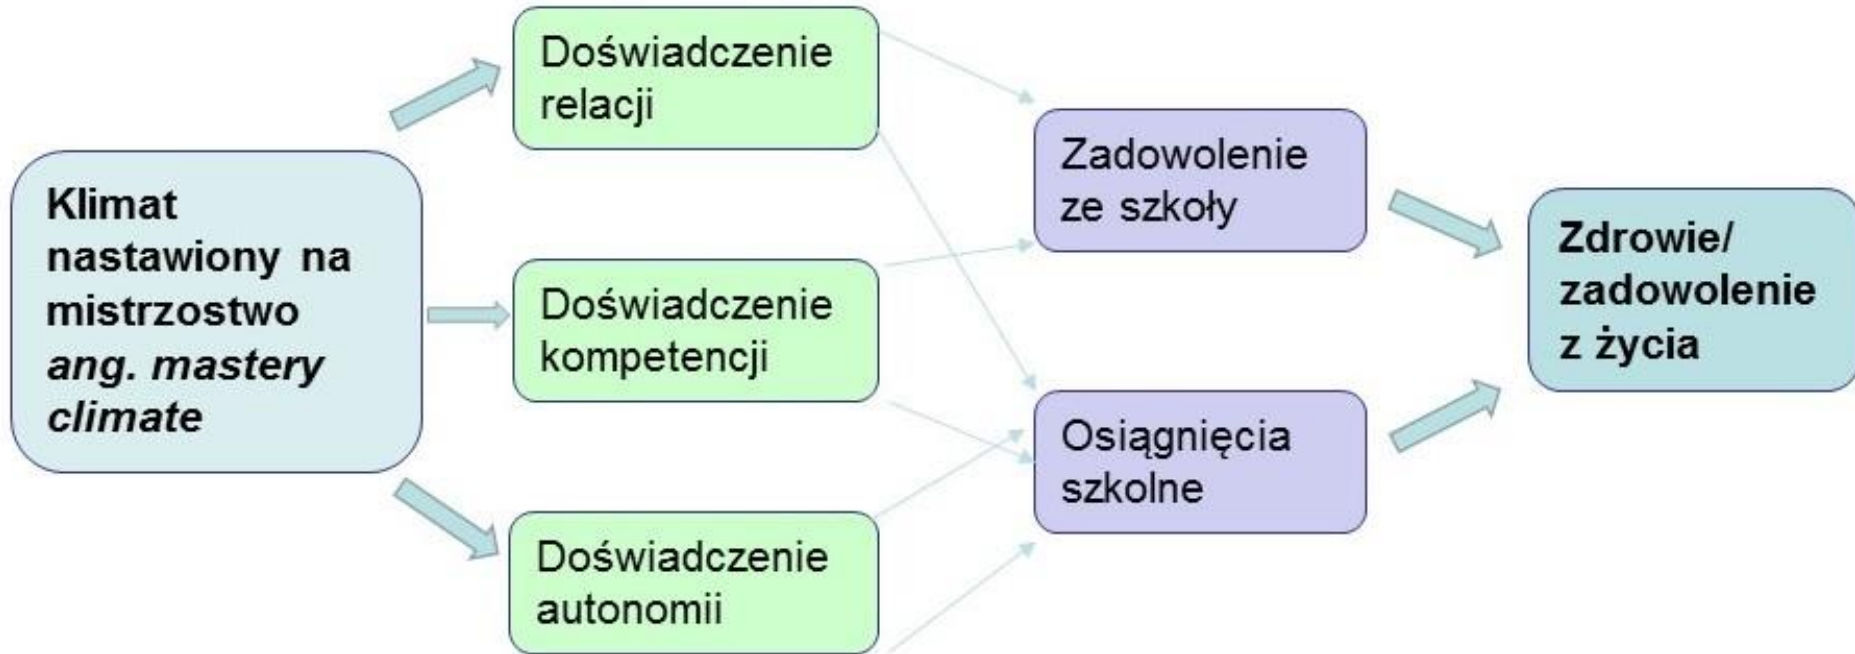 Klimat
nastawiony na
mistrzostwo
ang. mastery
climate
Doświadczenie
relacji
Doświadczenie
kompetencji
Doświadczenie
autonomii
Zadowolenie
ze szkoły
Osiągnięcia
szkolne
Zdrowie/
zadowolenie
z życia